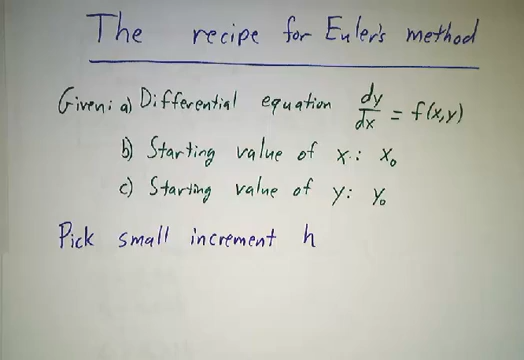 The recipe for Euler's method
Given: a) Differential equation dy/dx = f(x,y)
b) Starting value of x: x₀
c) Starting value of y: y₀
Pick small increment h